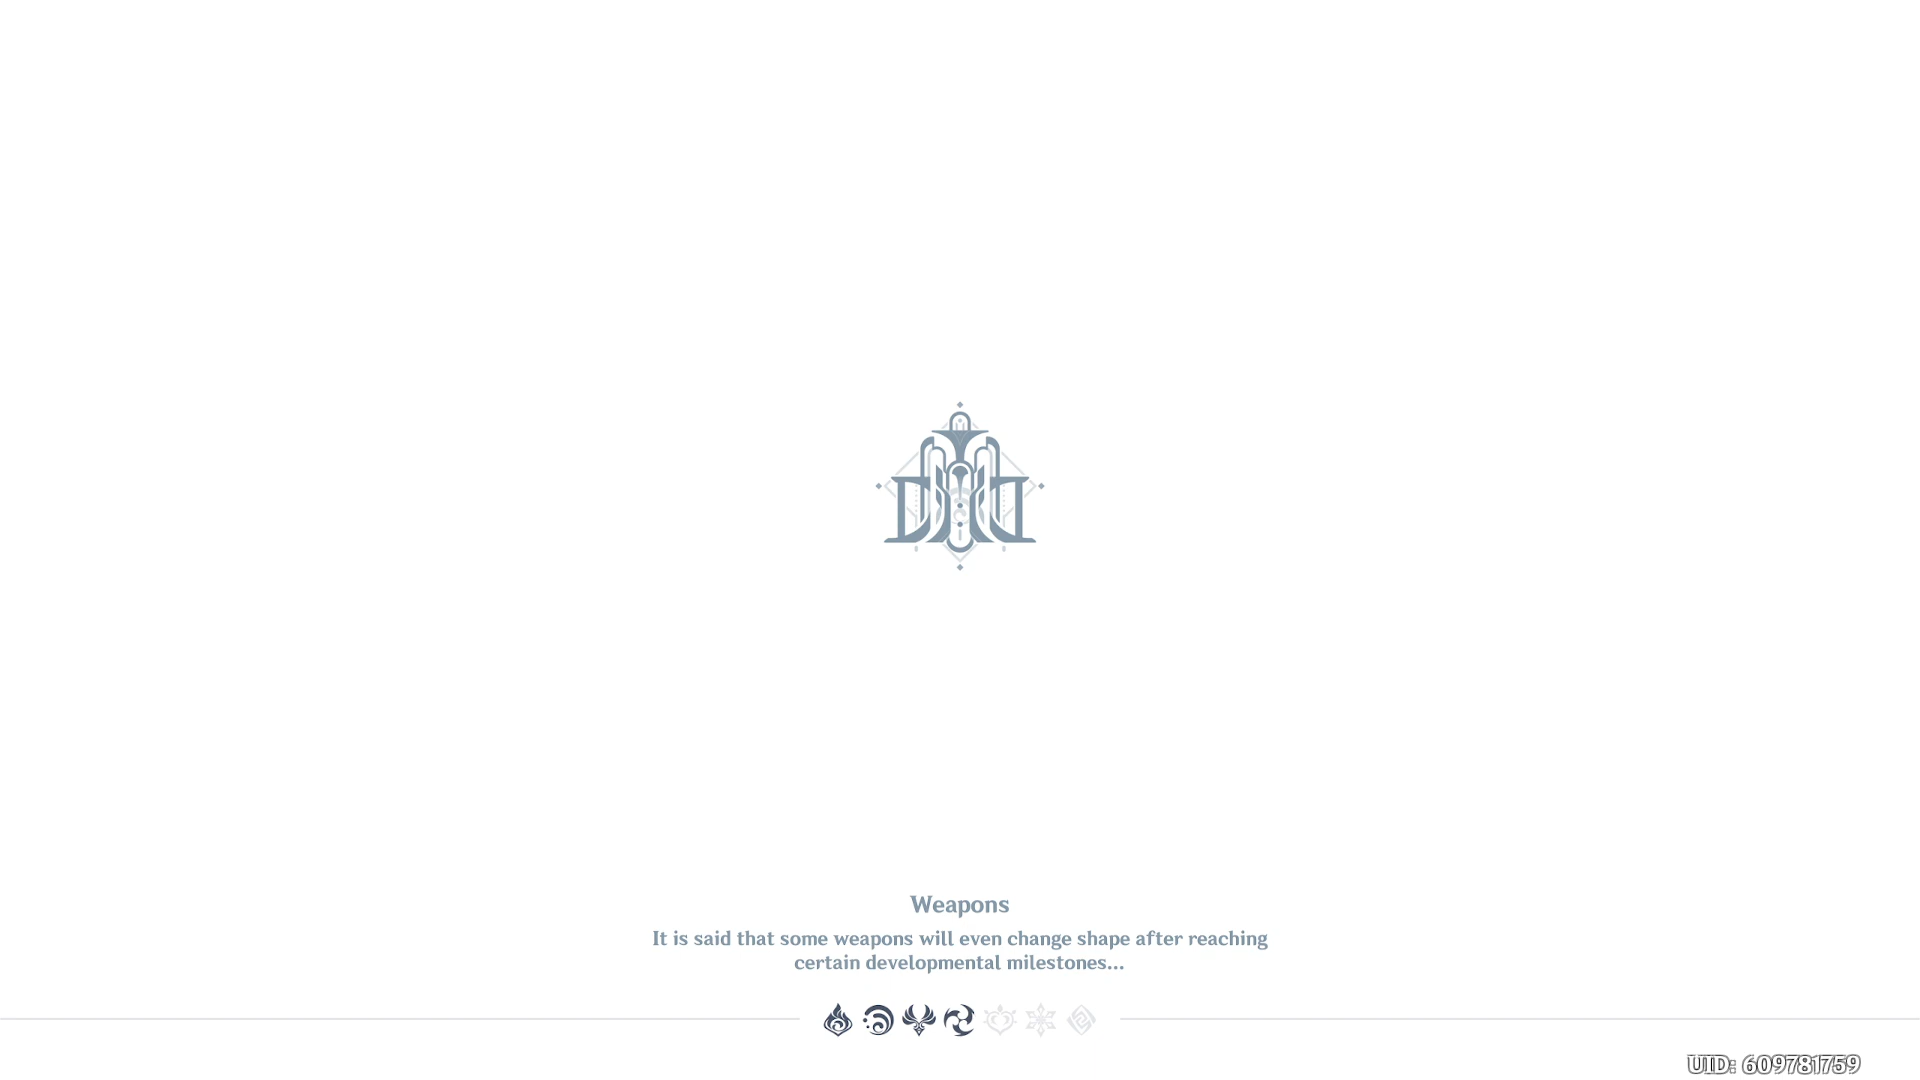 Weapons
It is said that some weapons will even change shape after reaching
certain developmental milestones...
UID: 609781759